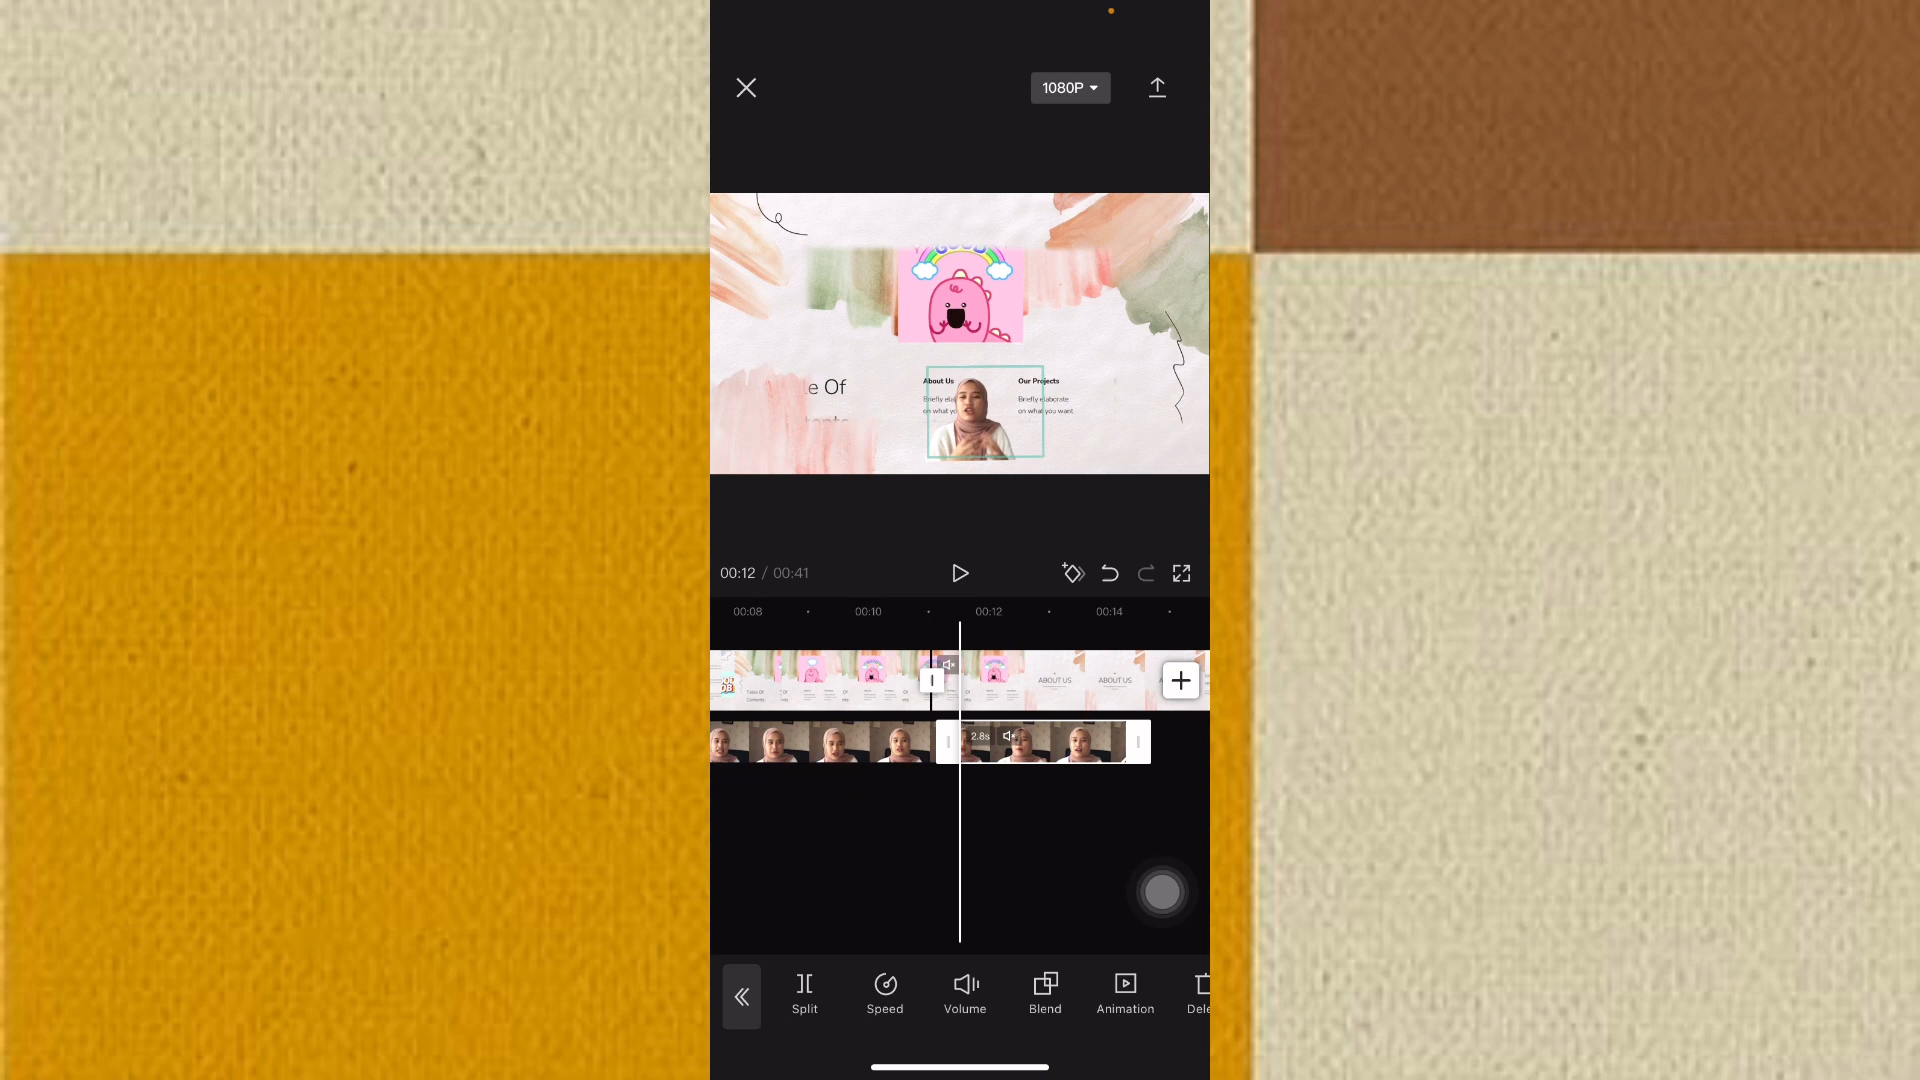 1080P
GOOD
e Of
About Us
Our Projects
Briefly elab
Briefly elaborate
on what yo
on what you want
00:12 / 00:41
00:08
00:10
00:12
00:14
ABOUT US
ABOUT US
2.8s
Split
Speed
Volume
Blend
Animation
Dele